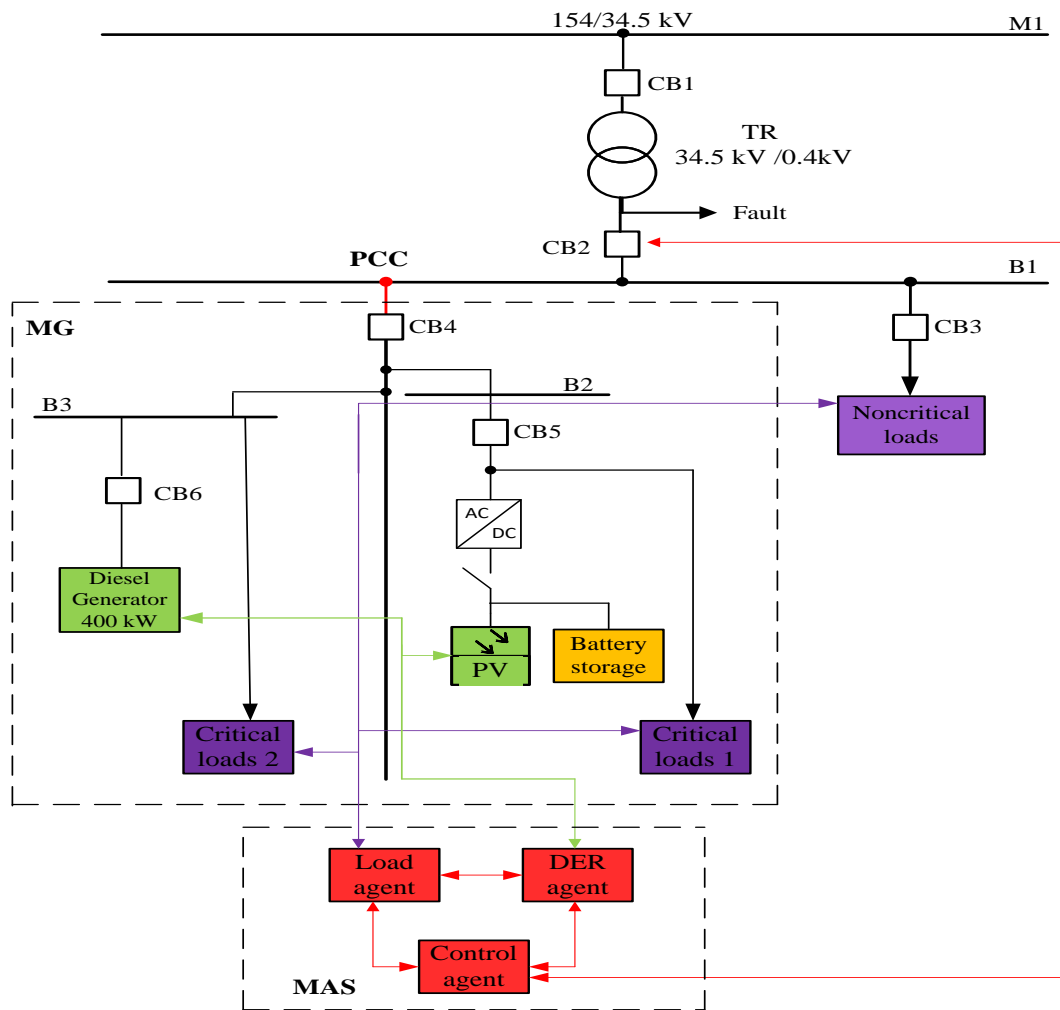 154/34.5 kV
M1
CB1
TR
34.5 kV /0.4kV
Fault
CB2
PCC
B1
MG
CB4
CB3
B2
B3
CB5
Noncritical
loads
CB6
AC
DC
Diesel
Generator
400 kW
PV
Battery
storage
Critical
loads 2
Critical
loads 1
Load
agent
DER
agent
Control
agent
MAS